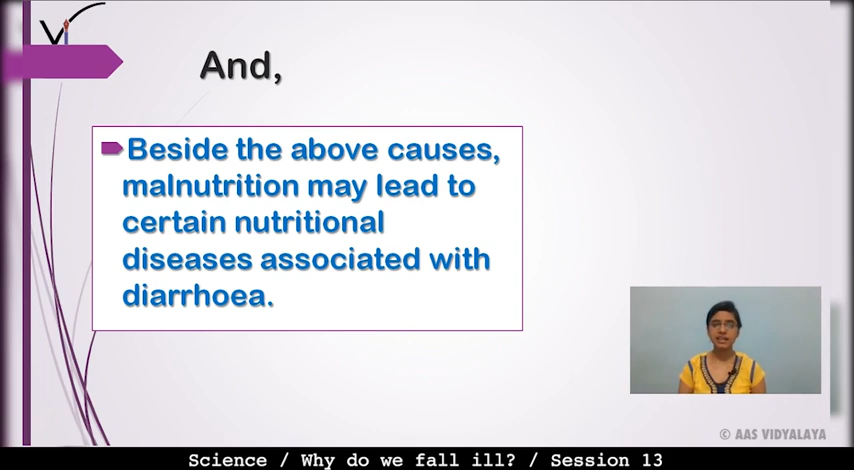 And,
Beside the above causes,
malnutrition may lead to
certain nutritional
diseases associated with
diarrhoea.
© AAS VIDYALAYA
Science / Why do we fall ill? / Session 13